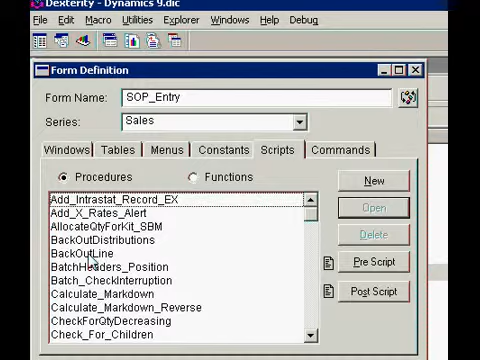 Dexterity - Dynamics 9.dic
File Edit Macro Utilities Explorer Windows Help Debug
Form Definition
Form Name: SOP_Entry
Series: Sales
Windows Tables Menus Constants Scripts Commands
Procedures Functions
Add_Intrastat_Record_EX
Add_X_Rates_Alert
AllocateQtyForKit_SBM
BackOutDistributions
BackOutLine
BatchHeaders_Position
Batch_CheckInterruption
Calculate_Markdown
Calculate_Markdown_Reverse
CheckForQtyDecreasing
Check_For_Children
New
Open
Delete
Pre Script
Post Script